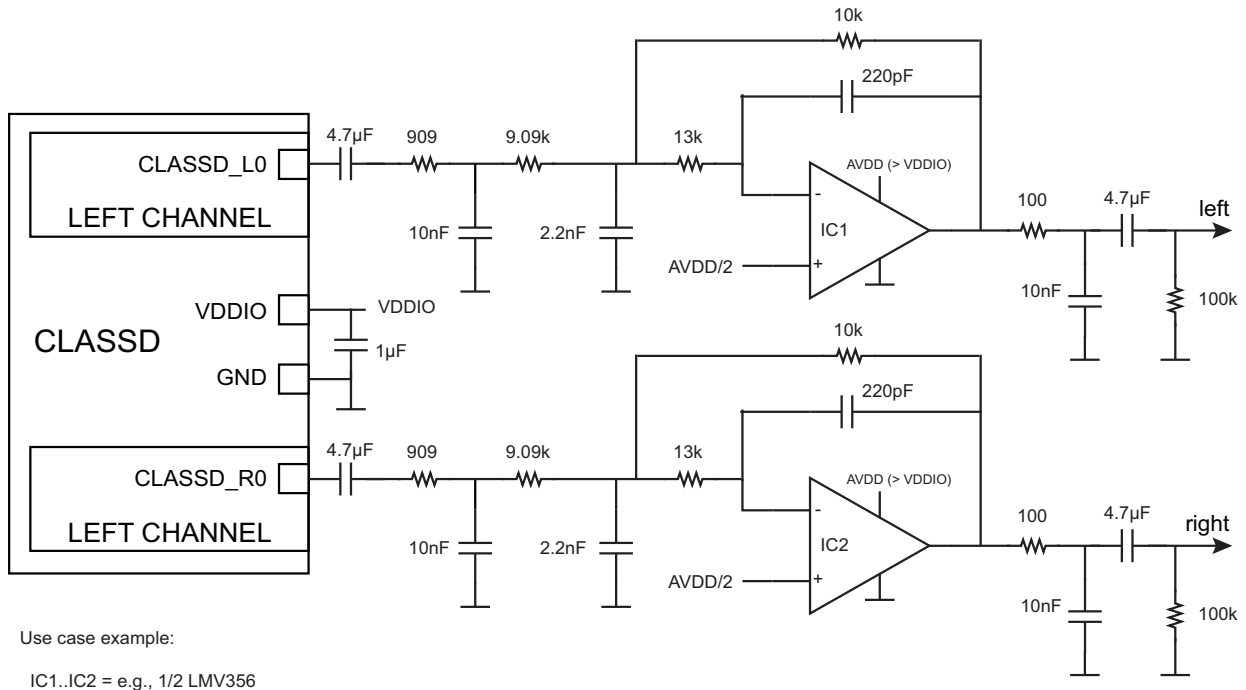 10k
220pF
4.7µF
909
9.09k
13k
CLASSD_L0
LEFT CHANNEL
AVDD (> VDDIO)
-
IC1
+
10nF
2.2nF
AVDD/2
100
4.7µF
left
10nF
100k
VDDIO
VDDIO
CLASSD
1µF
GND
10k
220pF
4.7µF
909
9.09k
13k
CLASSD_R0
LEFT CHANNEL
AVDD (> VDDIO)
-
IC2
+
10nF
2.2nF
AVDD/2
100
4.7µF
right
10nF
100k
Use case example:
IC1..IC2 = e.g., 1/2 LMV356